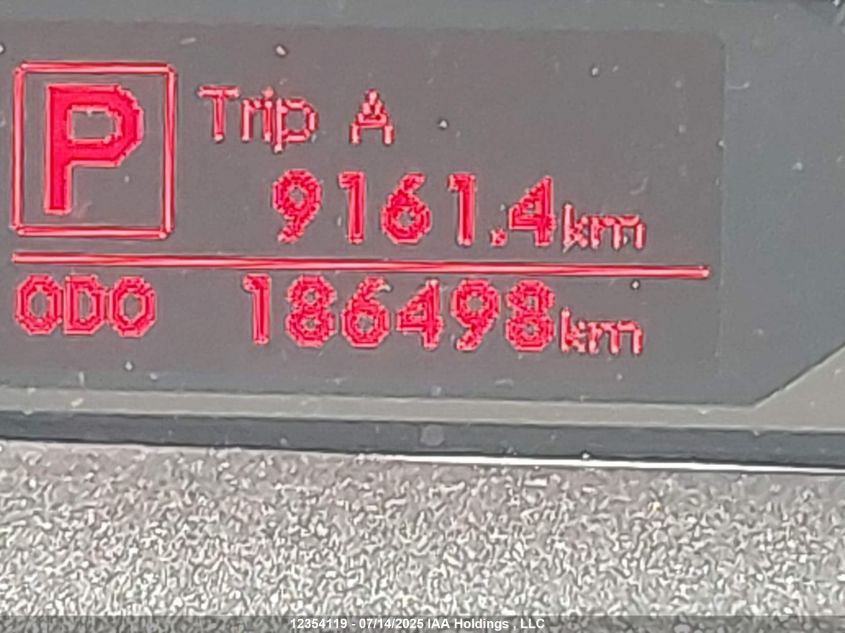 P
Trip A
9161.4km
ODO 186498km
12354119 - 07/14/2025 IAA Holdings , LLC